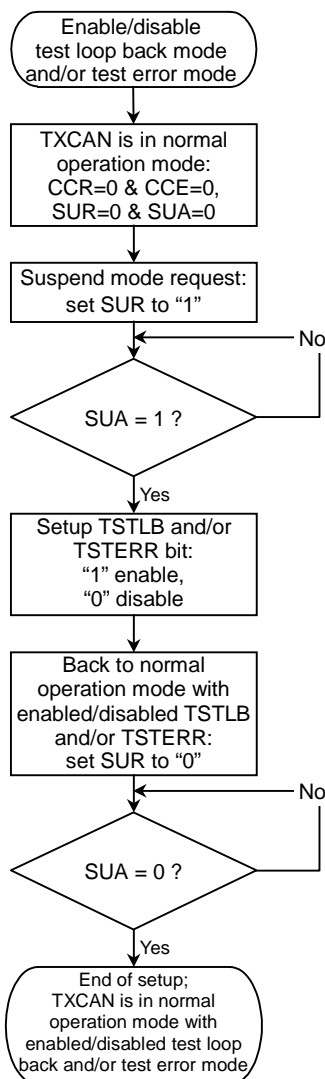 Enable/disable
test loop back mode
and/or test error mode
TXCAN is in normal
operation mode:
CCR=0 & CCE=0,
SUR=0 & SUA=0
Suspend mode request:
set SUR to “1”
No
SUA = 1 ?
Yes
Setup TSTLB and/or
TSTERR bit:
“1” enable,
“0” disable
Back to normal
operation mode with
enabled/disabled TSTLB
and/or TSTERR:
set SUR to “0”
No
SUA = 0 ?
Yes
End of setup;
TXCAN is in normal
operation mode with
enabled/disabled test loop
back and/or test error mode